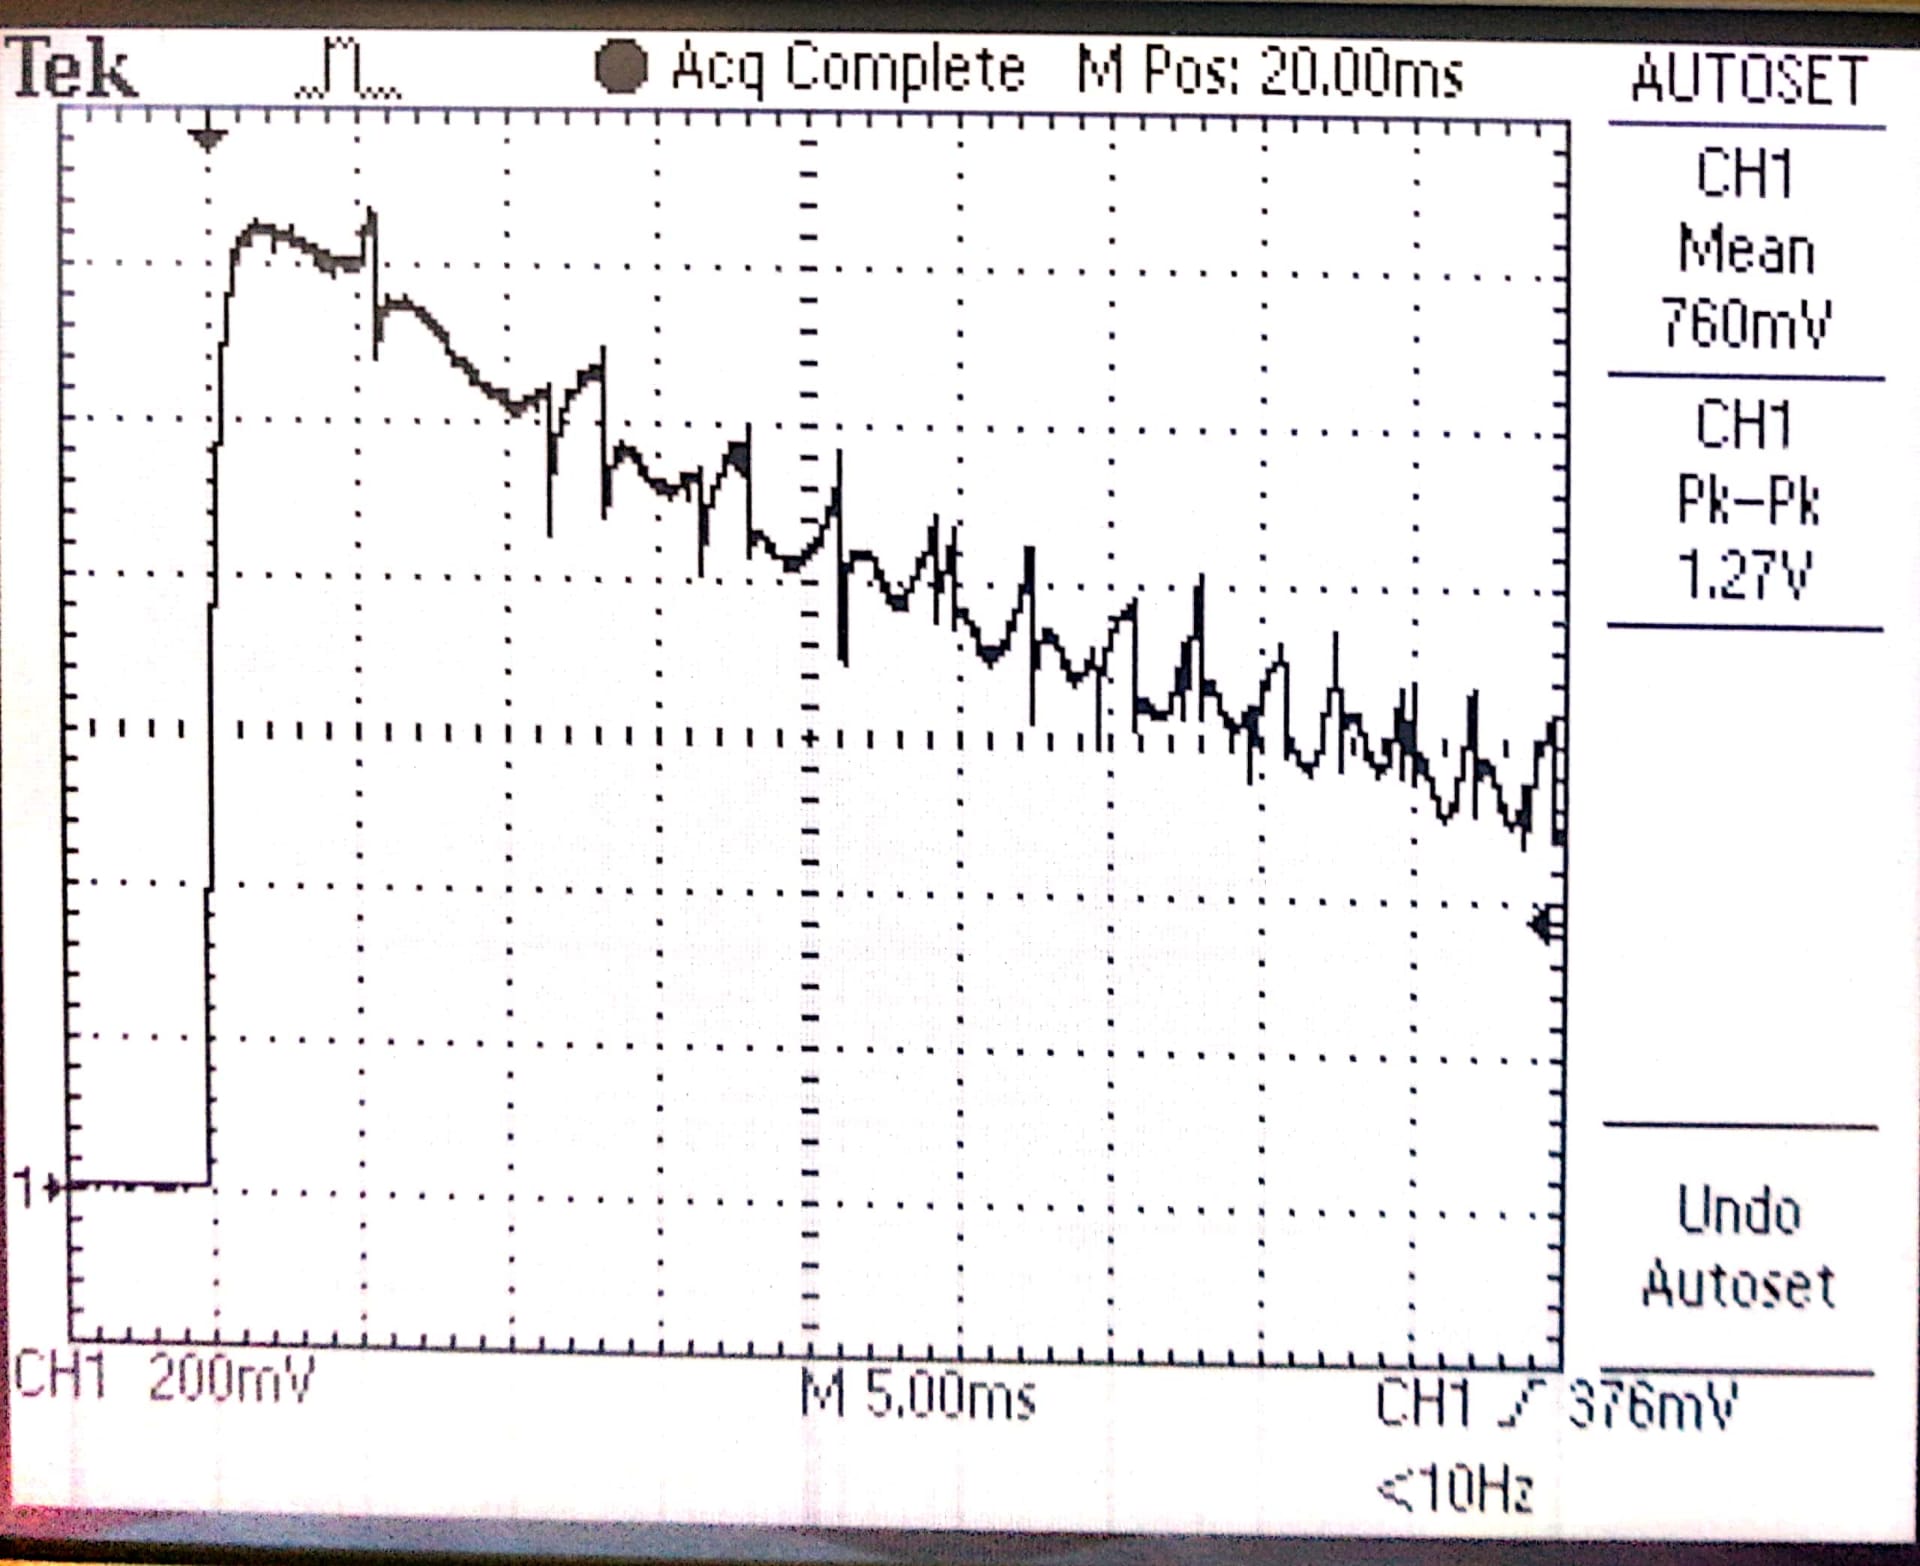 Tek Acq Complete M Pos: 20.00ms AUTOSET
CH1
Mean
760mV
CH1
Pk-Pk
1.27V
1
Undo
Autoset
CH1 200mV M 5.00ms CH1 376mV
<10Hz